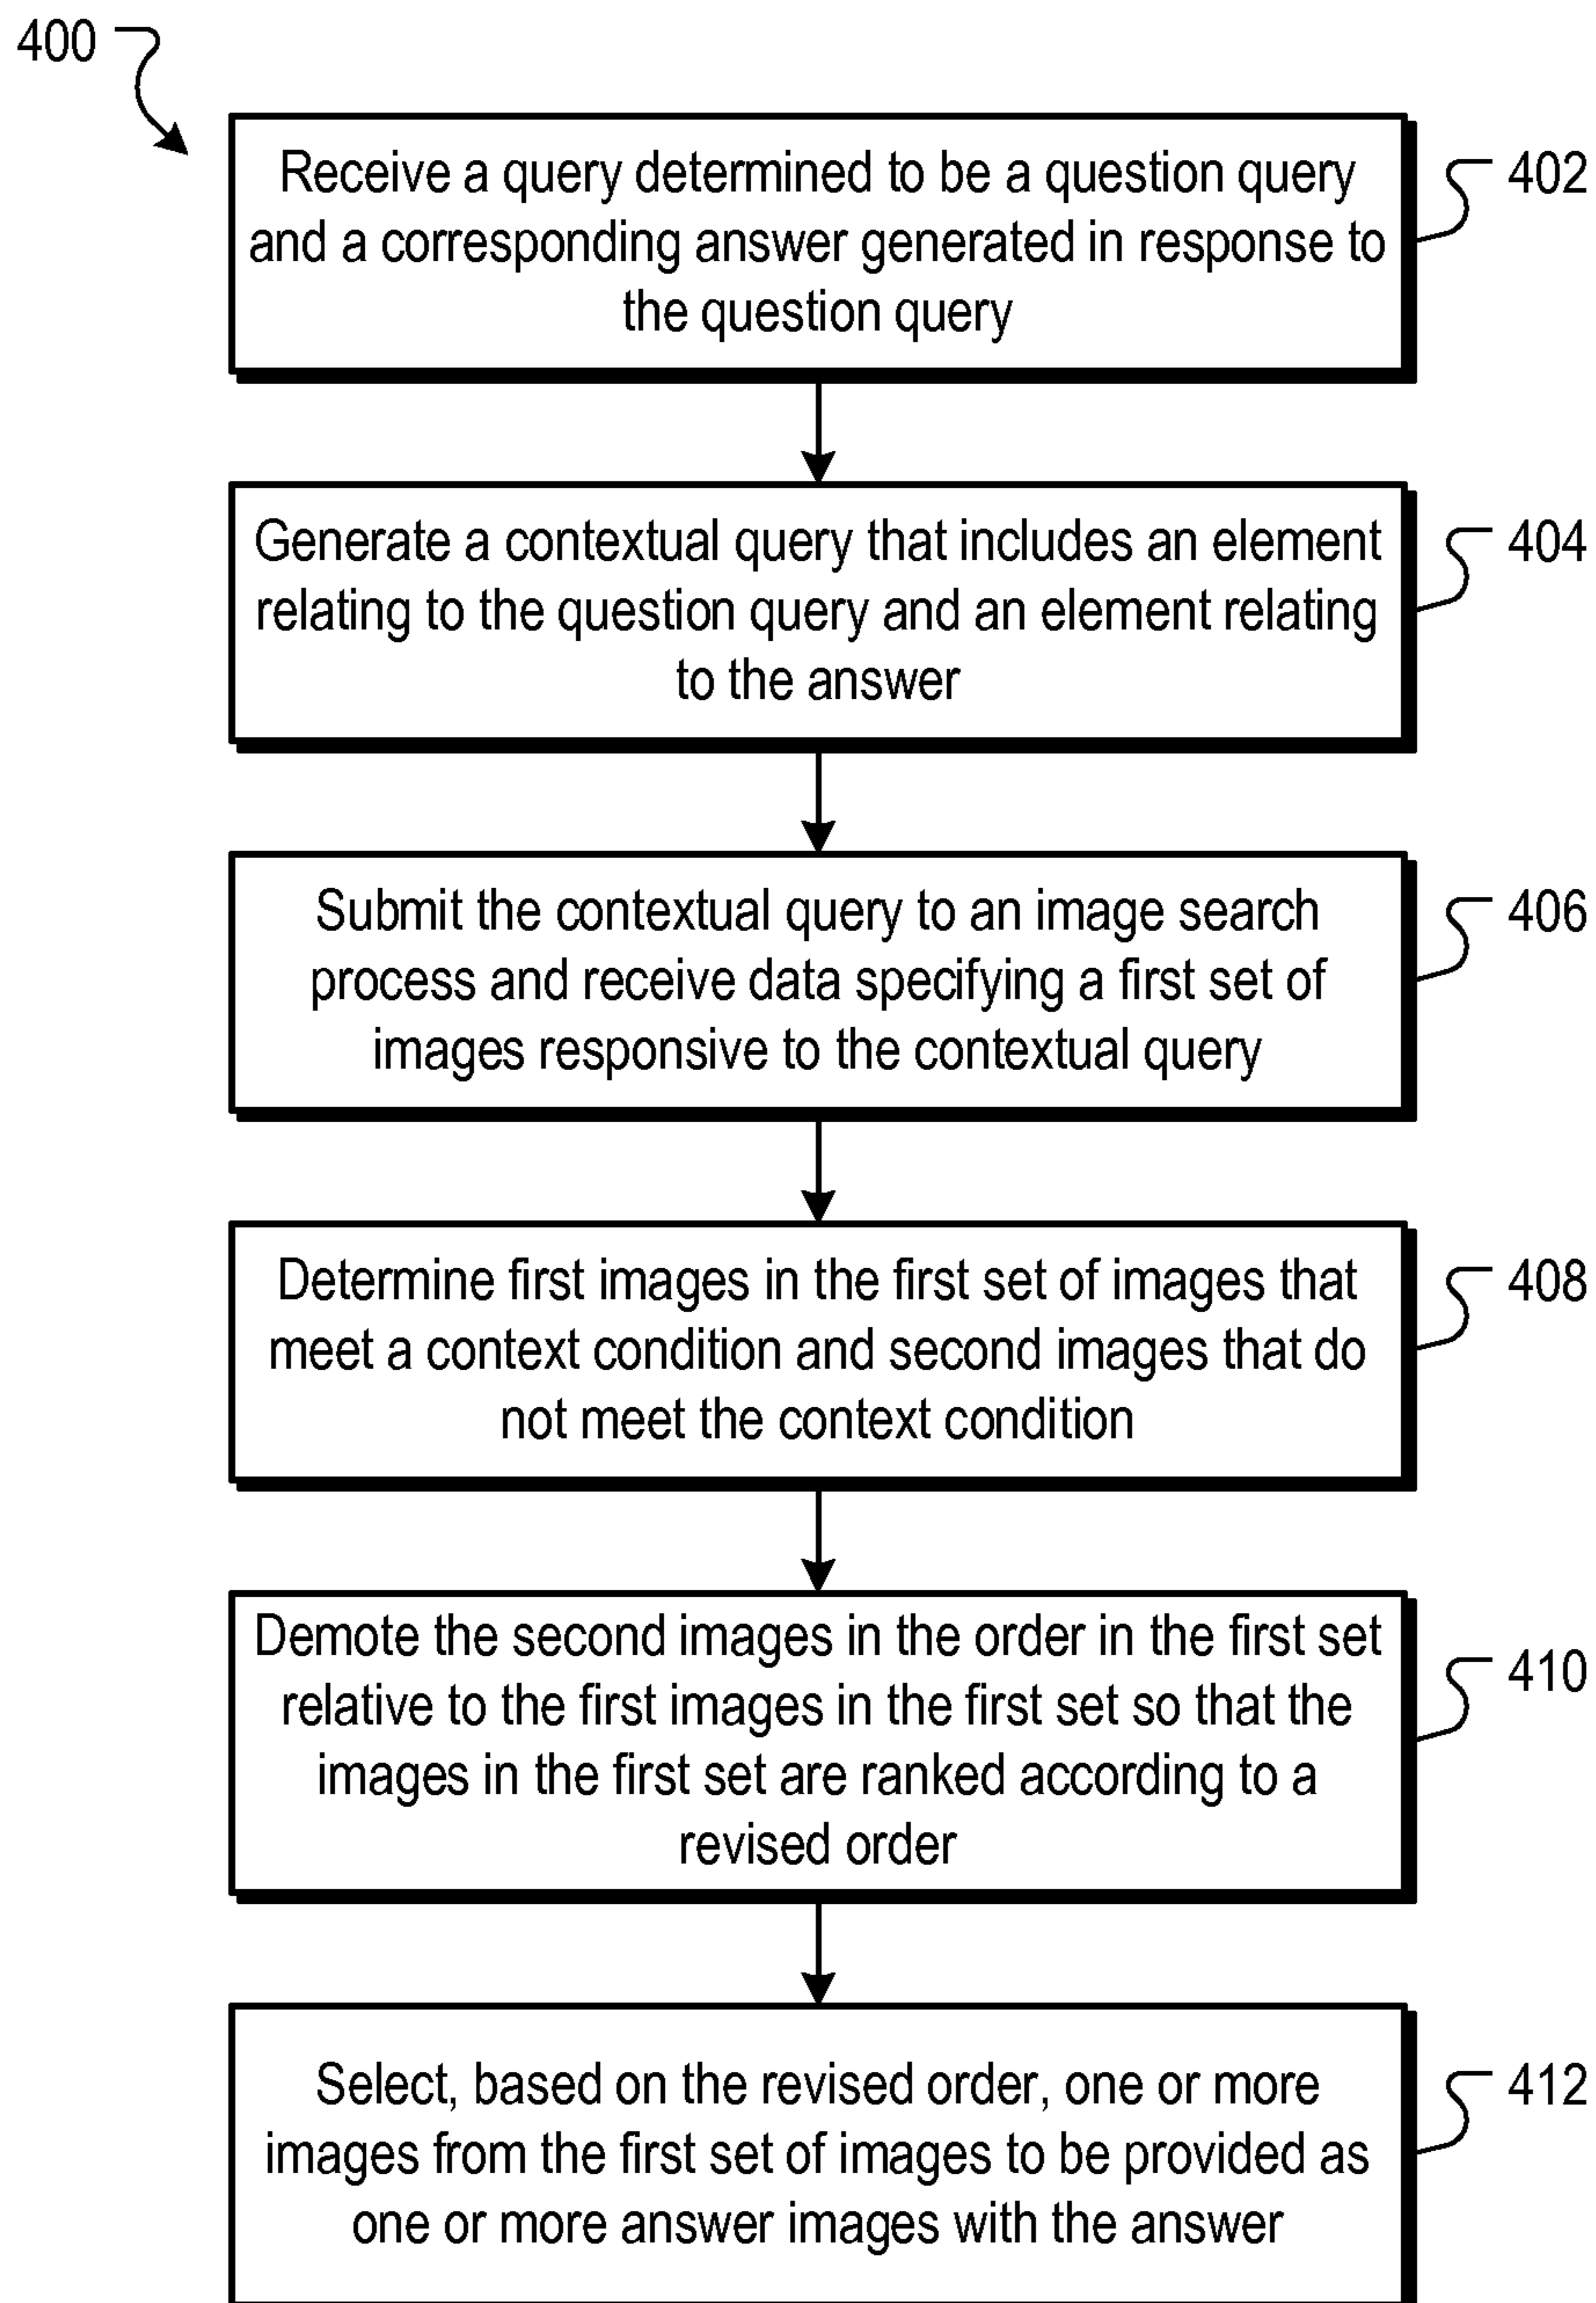 400
Receive a query determined to be a question query
and a corresponding answer generated in response to
the question query
402
Generate a contextual query that includes an element
relating to the question query and an element relating
to the answer
404
Submit the contextual query to an image search
process and receive data specifying a first set of
images responsive to the contextual query
406
Determine first images in the first set of images that
meet a context condition and second images that do
not meet the context condition
408
Demote the second images in the order in the first set
relative to the first images in the first set so that the
images in the first set are ranked according to a
revised order
410
Select, based on the revised order, one or more
images from the first set of images to be provided as
one or more answer images with the answer
412